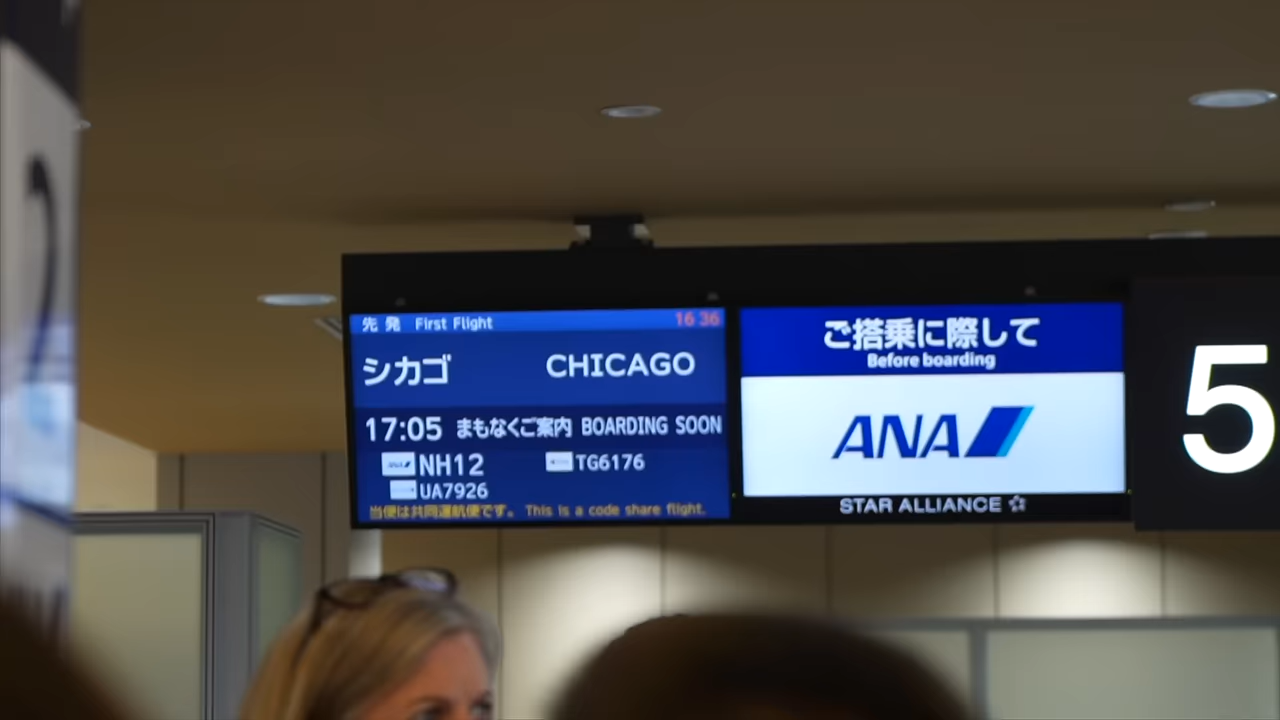 2
先発 First Flight 16 36
シカゴ CHICAGO
17:05 まもなくご案内 BOARDING SOON
ANA NH12 TG6176
UA7926
当便は共同運航便です。 This is a code share flight.
ご搭乗に際して
Before boarding
ANA
STAR ALLIANCE
5